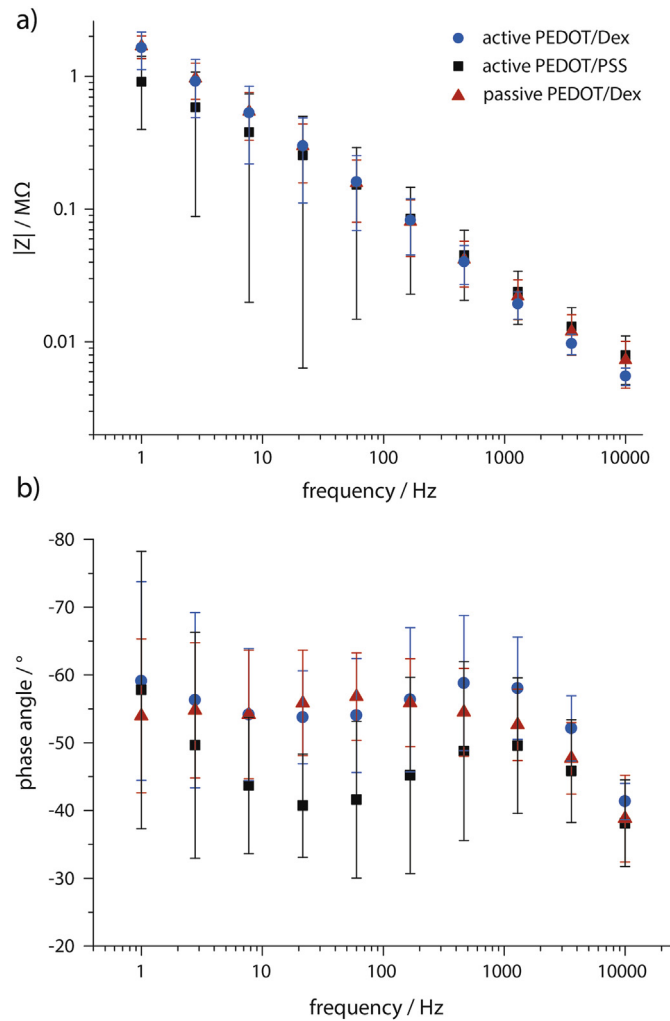 a)
active PEDOT/Dex
active PEDOT/PSS
passive PEDOT/Dex
1
0.1
0.01
|Z| / MΩ
1 10 100 1000 10000
frequency / Hz
b)
-80
-70
-60
-50
-40
-30
-20
phase angle / °
1 10 100 1000 10000
frequency / Hz